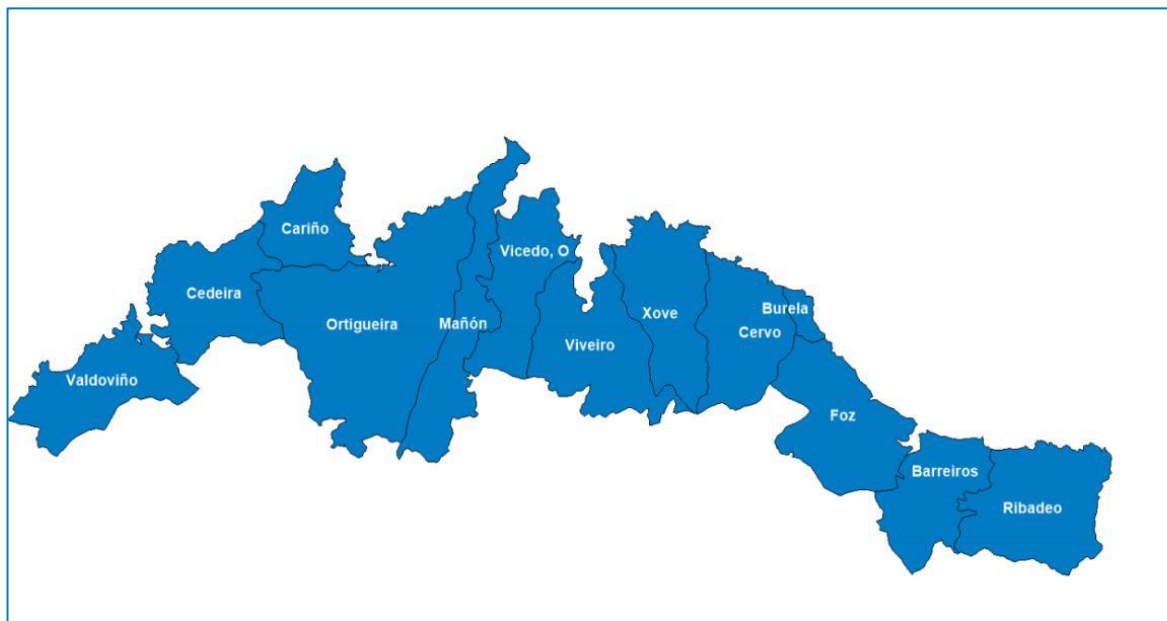 Cariño
Vicedo, O
Cedeira
Ortigueira
Mañón
Xove
Burela
Cervo
Viveiro
Valdoviño
Foz
Barreiros
Ribadeo